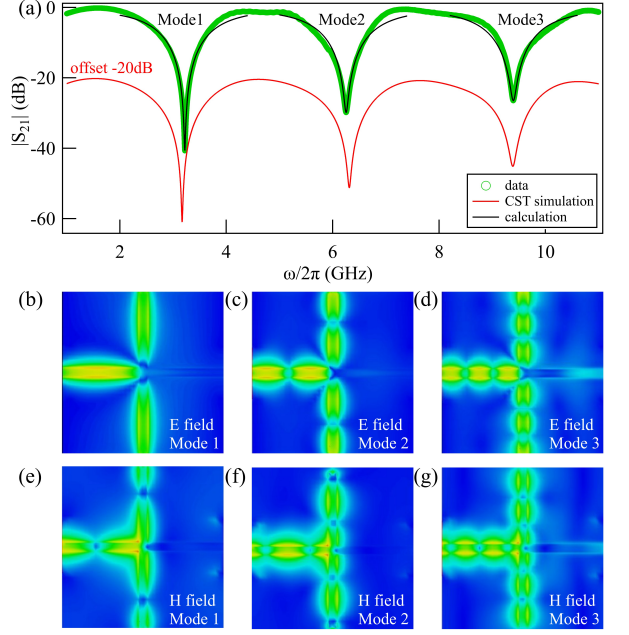 (a)
0
-20
-40
-60
|S21| (dB)
Mode1
Mode2
Mode3
offset -20dB
data
CST simulation
calculation
2
4
6
8
10
ω/2π (GHz)
(b)
(c)
(d)
E field
Mode 1
E field
Mode 2
E field
Mode 3
(e)
(f)
(g)
H field
Mode 1
H field
Mode 2
H field
Mode 3